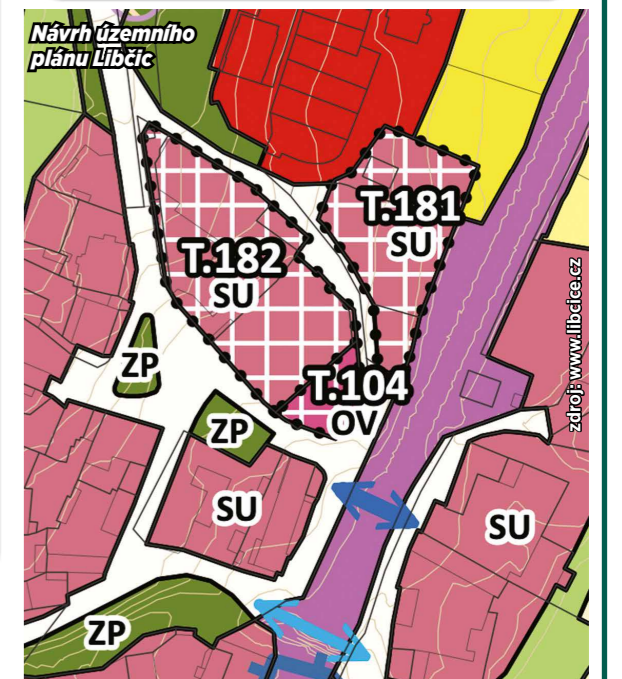 Návrh územního
plánu Libčic
T.181
SU
T.182
SU
zdroj: www.libcice.cz
ZP
T.104
OV
ZP
SU
SU
ZP